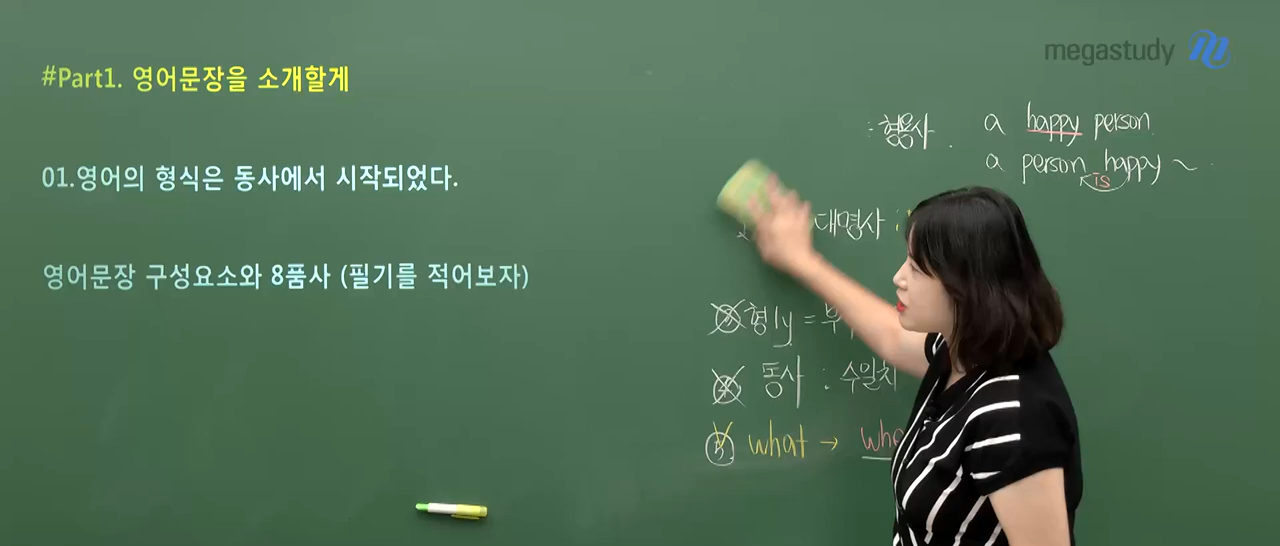 megastudy
#Part1. 영어문장을 소개할게
01.영어의 형식은 동사에서 시작되었다.
영어문장 구성요소와 8품사 (필기를 적어보자)
: 형용사 . a happy person.
a person happy ~
is
대명사 :
③ 형ly = 부
④ 동사 : 수일치
⑤ what →